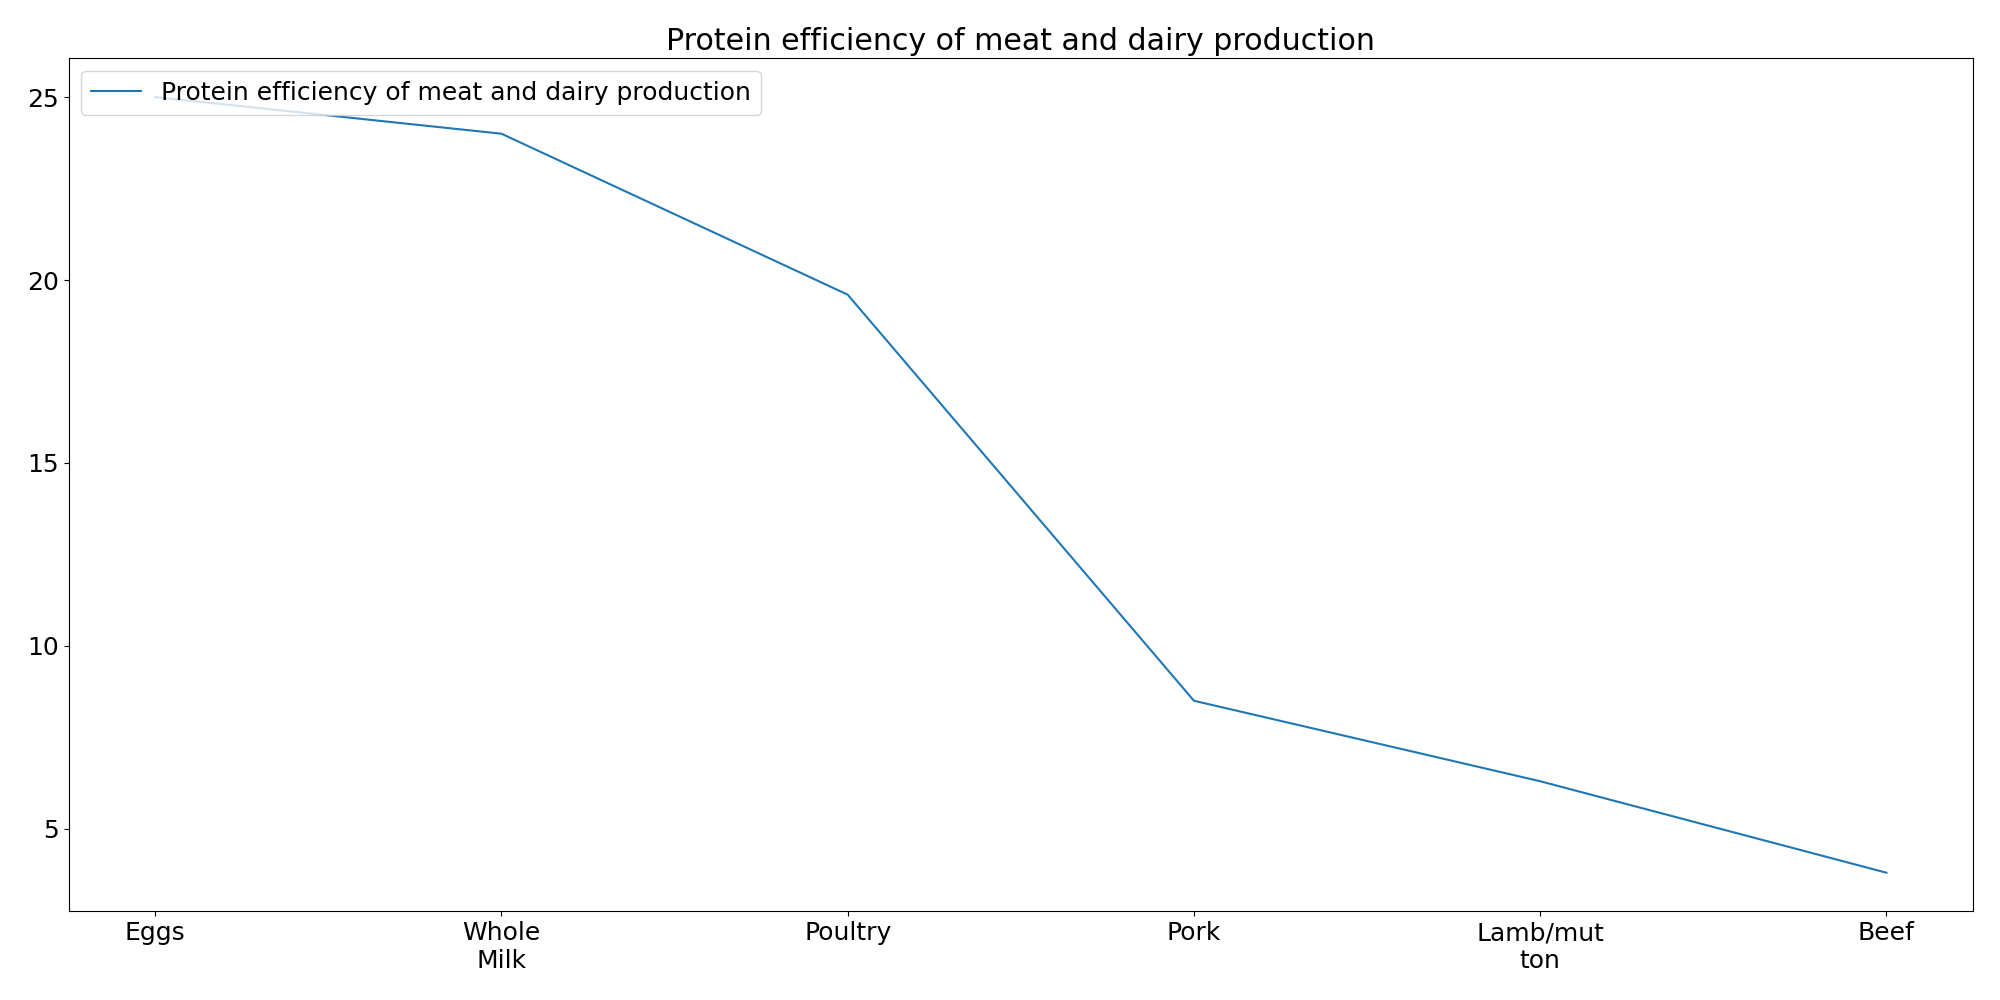 Protein efficiency of meat and dairy production
Protein efficiency of meat and dairy production
25
20
15
10
5
Eggs
Whole
Milk
Poultry
Pork
Lamb/mut
ton
Beef